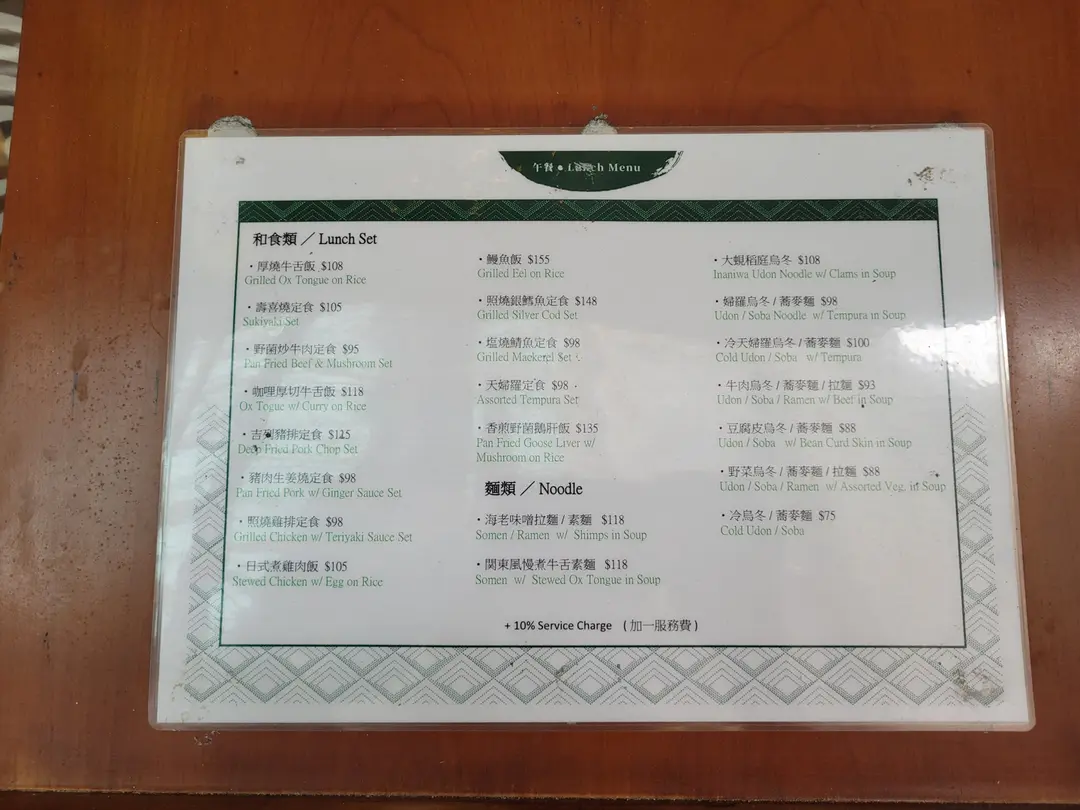 午餐 ● Lunch Menu
和食類 ／ Lunch Set
・厚燒牛舌飯 $108
Grilled Ox Tongue on Rice
・壽喜燒定食 $105
Sukiyaki Set
・野菌炒牛肉定食 $95
Pan Fried Beef & Mushroom Set
・咖喱厚切牛舌飯 $118
Ox Togue w/ Curry on Rice
・吉列豬排定食 $125
Deep Fried Pork Chop Set
・豬肉生姜燒定食 $98
Pan Fried Pork w/ Ginger Sauce Set
・照燒雞排定食 $98
Grilled Chicken w/ Teriyaki Sauce Set
・日式煮雞肉飯 $105
Stewed Chicken w/ Egg on Rice
・鰻魚飯 $155
Grilled Eel on Rice
・照燒銀鱈魚定食 $148
Grilled Silver Cod Set
・塩燒鯖魚定食 $98
Grilled Mackerel Set
・天婦羅定食 $98
Assorted Tempura Set
・香煎野菌鵝肝飯 $135
Pan Fried Goose Liver w/
Mushroom on Rice
麵類 ／ Noodle
・海老味噌拉麵 / 素麵 $118
Somen / Ramen w/ Shimps in Soup
・関東風慢煮牛舌素麵 $118
Somen w/ Stewed Ox Tongue in Soup
・大蜆稻庭烏冬 $108
Inaniwa Udon Noodle w/ Clams in Soup
・婦羅烏冬 / 蕎麥麵 $98
Udon / Soba Noodle w/ Tempura in Soup
・冷天婦羅烏冬 / 蕎麥麵 $100
Cold Udon / Soba w/ Tempura
・牛肉烏冬 / 蕎麥麵 / 拉麵 $93
Udon / Soba / Ramen w/ Beef in Soup
・豆腐皮烏冬 / 蕎麥麵 $88
Udon / Soba w/ Bean Curd Skin in Soup
・野菜烏冬 / 蕎麥麵 / 拉麵 $88
Udon / Soba / Ramen w/ Assorted Veg. in Soup
・冷烏冬 / 蕎麥麵 $75
Cold Udon / Soba
+ 10% Service Charge ( 加一服務費 )